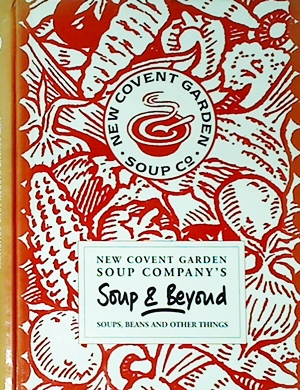 NEW COVENT GARDEN
SOUP CO.
NEW COVENT GARDEN
SOUP COMPANY'S
Soup & Beyond
SOUPS, BEANS AND OTHER THINGS